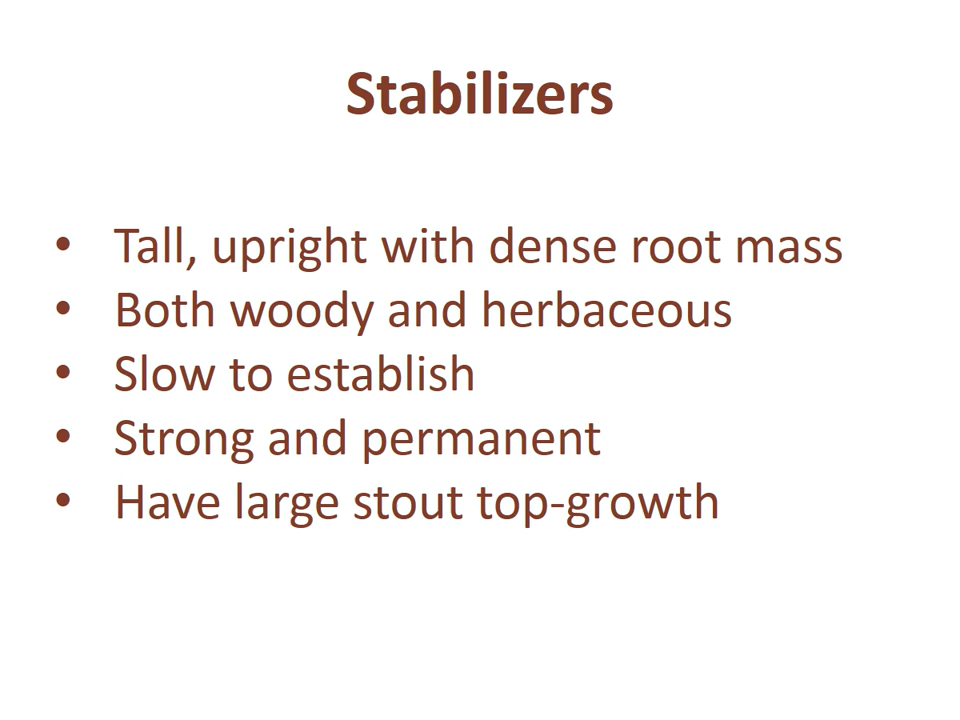 Stabilizers
• Tall, upright with dense root mass
• Both woody and herbaceous
• Slow to establish
• Strong and permanent
• Have large stout top-growth